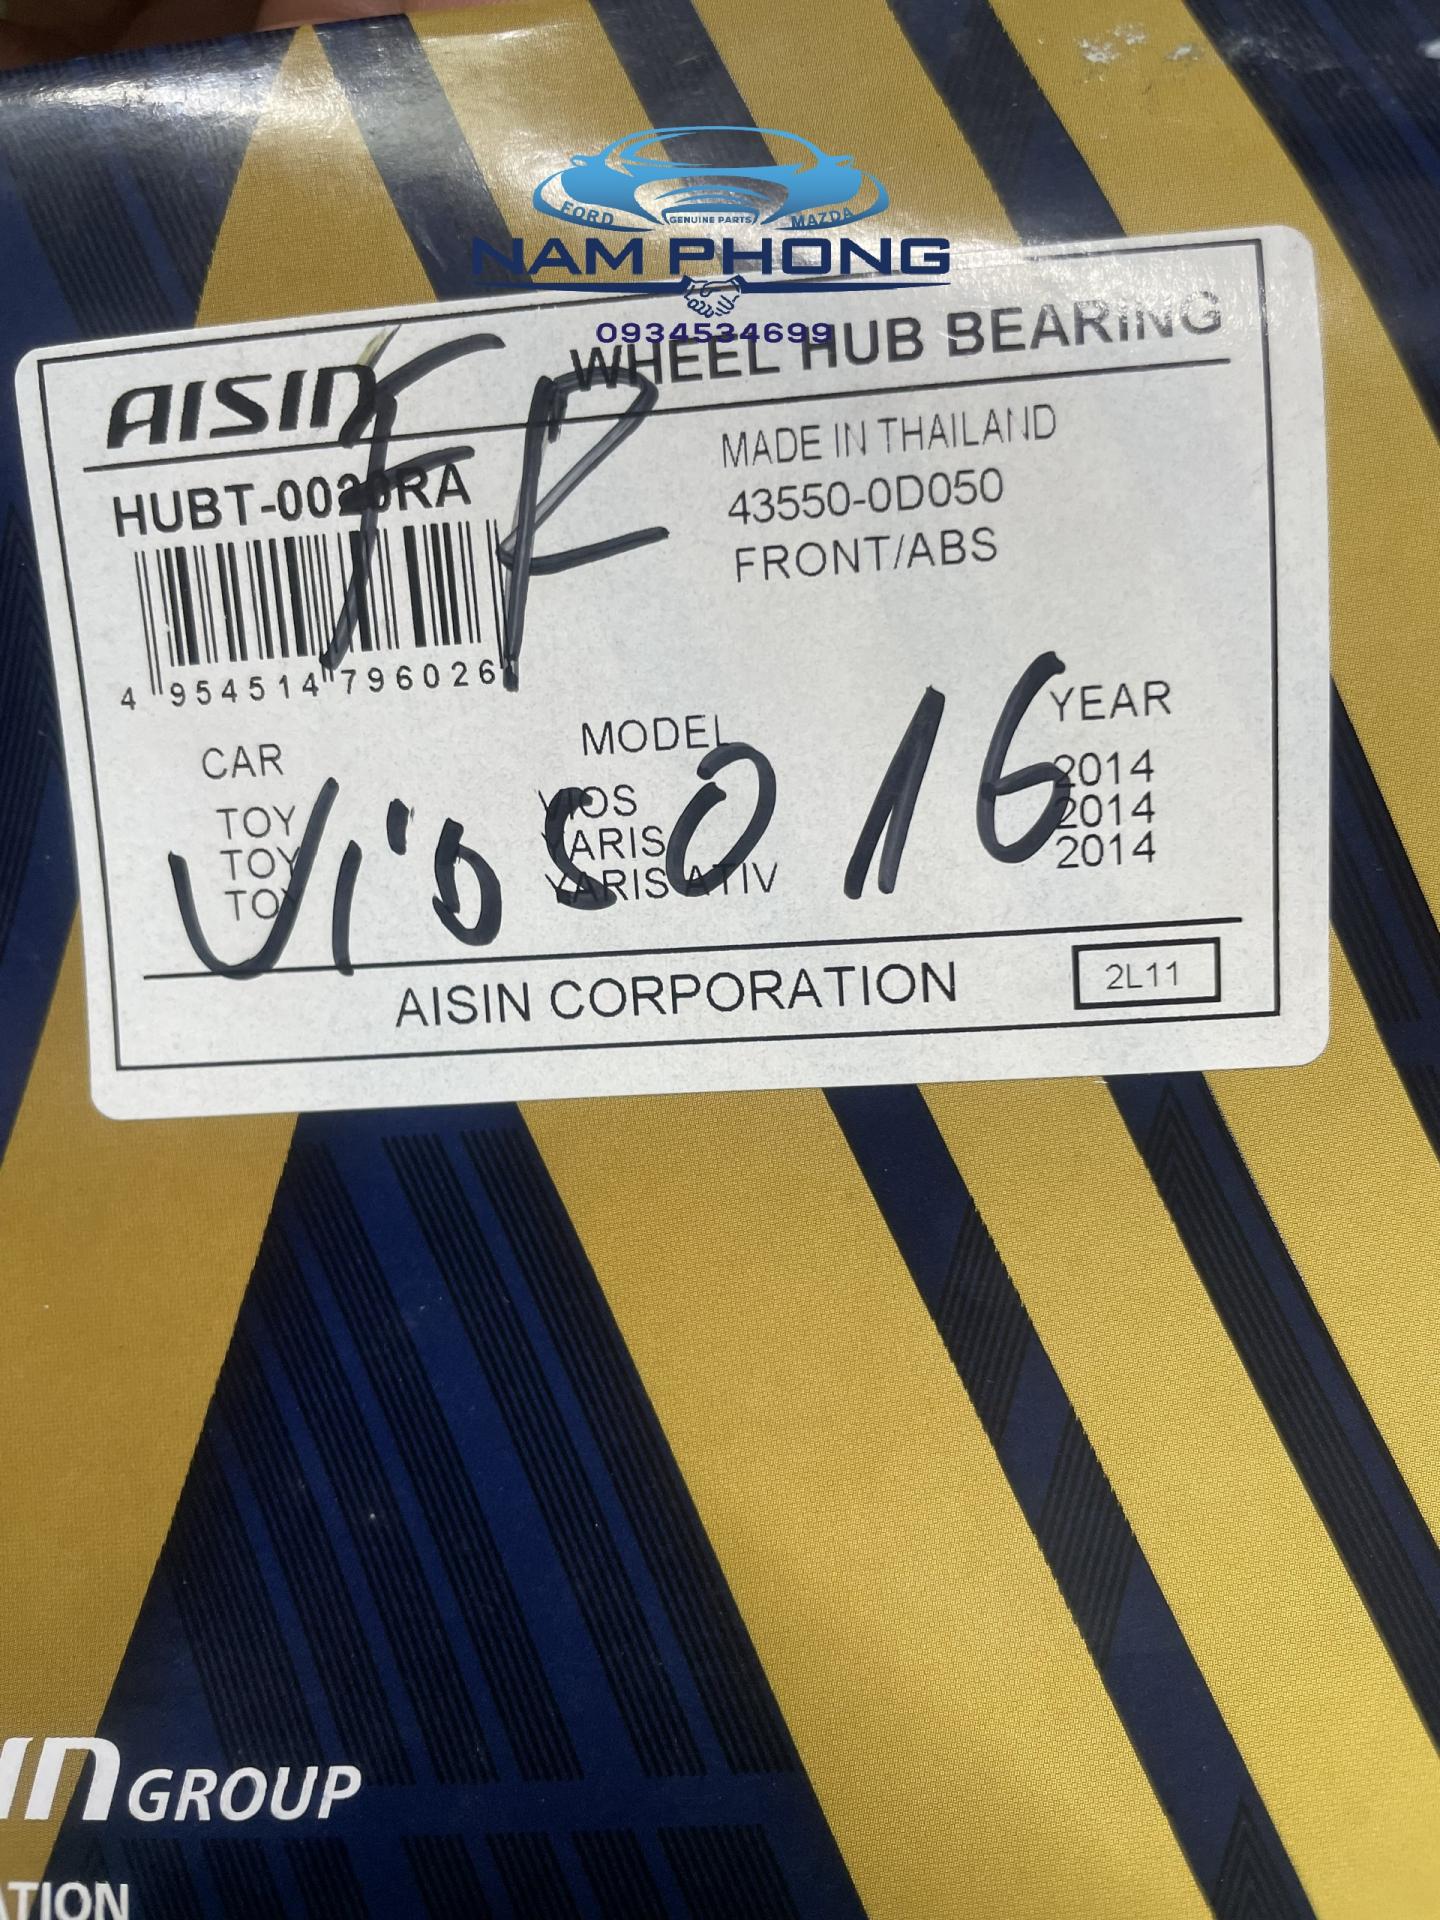 FORD GENUINE PARTS MAZDA
NAM PHONG
0934534699
AISIN WHEEL HUB BEARING
FR
HUBT-0020RA
MADE IN THAILAND
43550-0D050
FRONT/ABS
4 954514 796026
CAR MODEL YEAR
TOY VIOS 2014
TOY YARIS 2014
TOY YARIS ATIV 2014
Vios 0 16
AISIN CORPORATION 2L11
GROUP